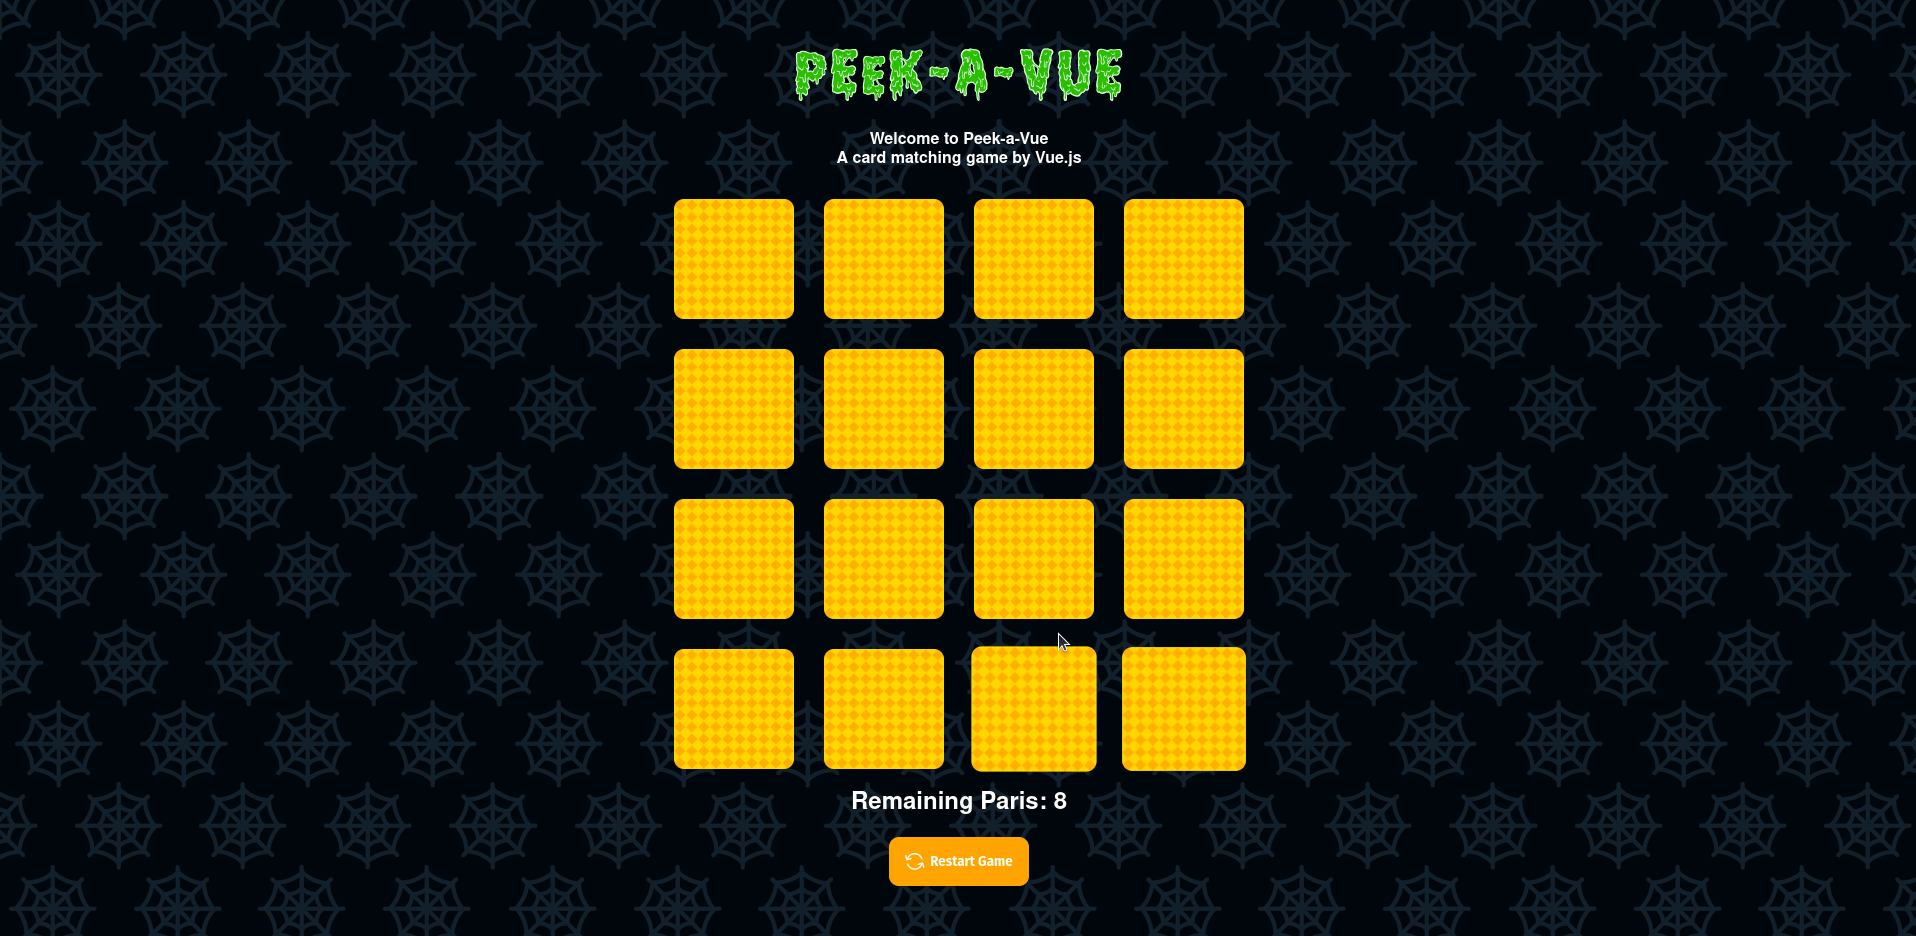 PEEK-A-VUE
Welcome to Peek-a-Vue
A card matching game by Vue.js
Remaining Paris: 8
Restart Game